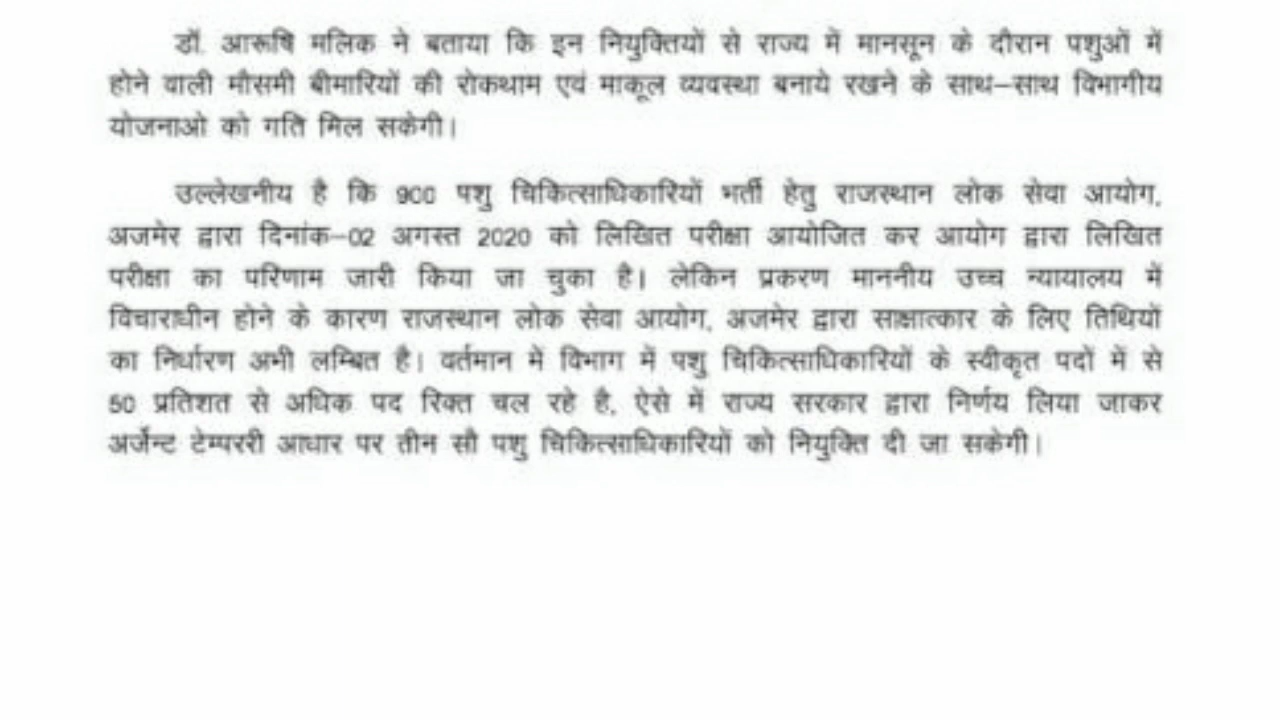 डॉ. आरूषि मलिक ने बताया कि इन नियुक्तियों से राज्य में मानसून के दौरान पशुओं में
होने वाली मौसमी बीमारियों की रोकथाम एवं माकूल व्यवस्था बनाये रखने के साथ–साथ विभागीय
योजनाओ को गति मिल सकेगी।
उल्लेखनीय है कि 900 पशु चिकित्साधिकारियों भर्ती हेतु राजस्थान लोक सेवा आयोग,
अजमेर द्वारा दिनांक–02 अगस्त 2020 को लिखित परीक्षा आयोजित कर आयोग द्वारा लिखित
परीक्षा का परिणाम जारी किया जा चुका है। लेकिन प्रकरण माननीय उच्च न्यायालय में
विचाराधीन होने के कारण राजस्थान लोक सेवा आयोग, अजमेर द्वारा साक्षात्कार के लिए तिथियों
का निर्धारण अभी लम्बित है। वर्तमान में विभाग में पशु चिकित्साधिकारियों के स्वीकृत पदों में से
50 प्रतिशत से अधिक पद रिक्त चल रहे है, ऐसे में राज्य सरकार द्वारा निर्णय लिया जाकर
अर्जेन्ट टेम्पररी आधार पर तीन सौ पशु चिकित्साधिकारियों को नियुक्ति दी जा सकेगी।